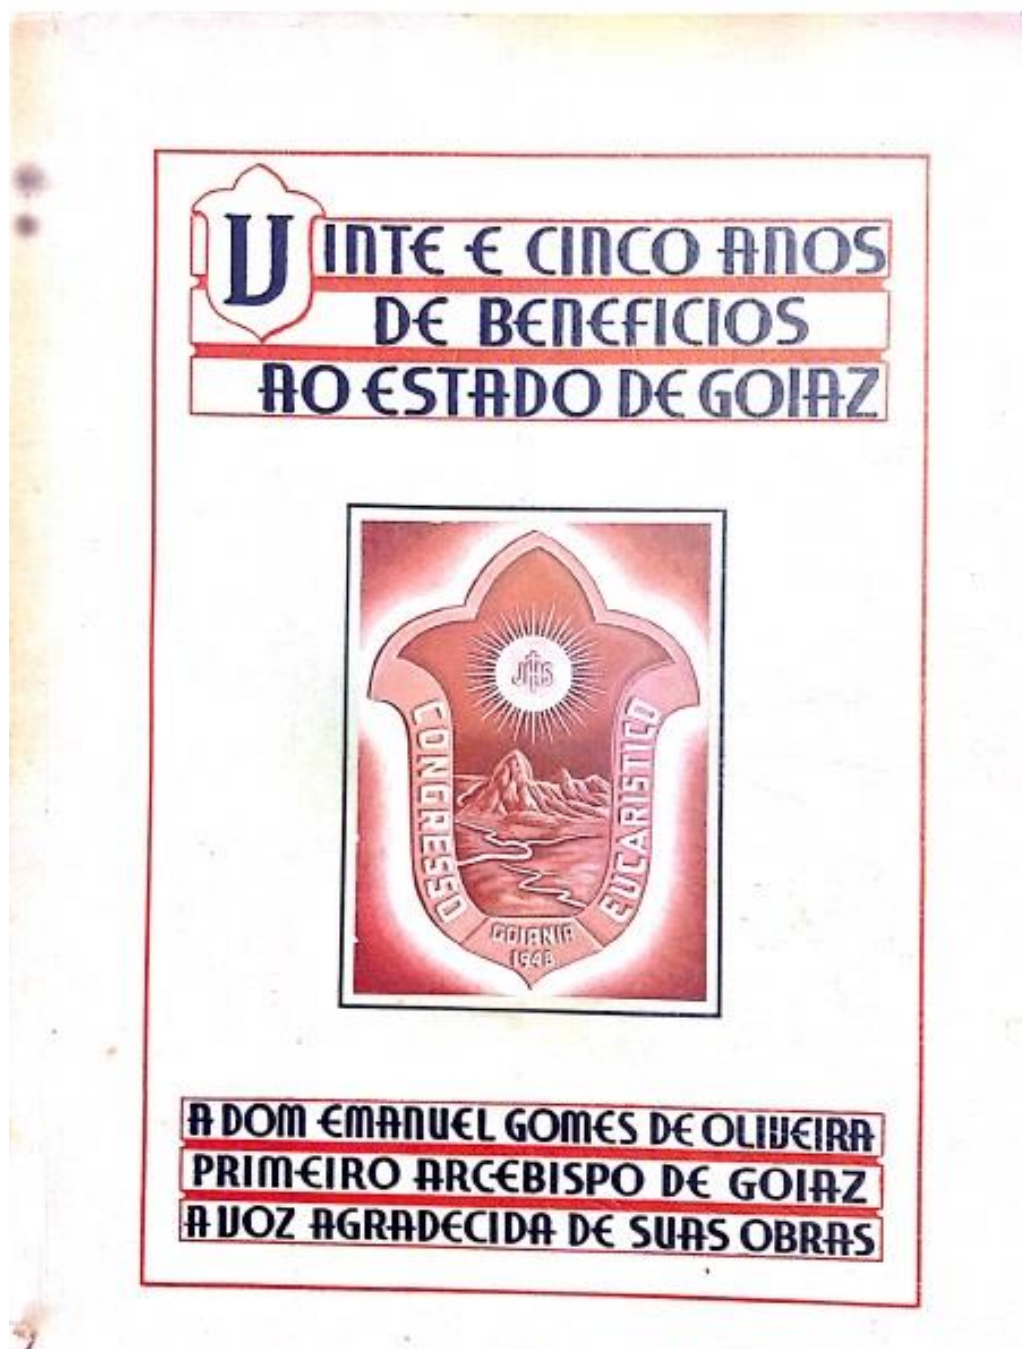 VINTE E CINCO ANOS
DE BENEFICIOS
AO ESTADO DE GOIAZ
JHS
CONGRESSO
EUCARISTICO
GOIANIA
1948
A DOM EMANUEL GOMES DE OLIVEIRA
PRIMEIRO ARCEBISPO DE GOIAZ
A VOZ AGRADECIDA DE SUAS OBRAS